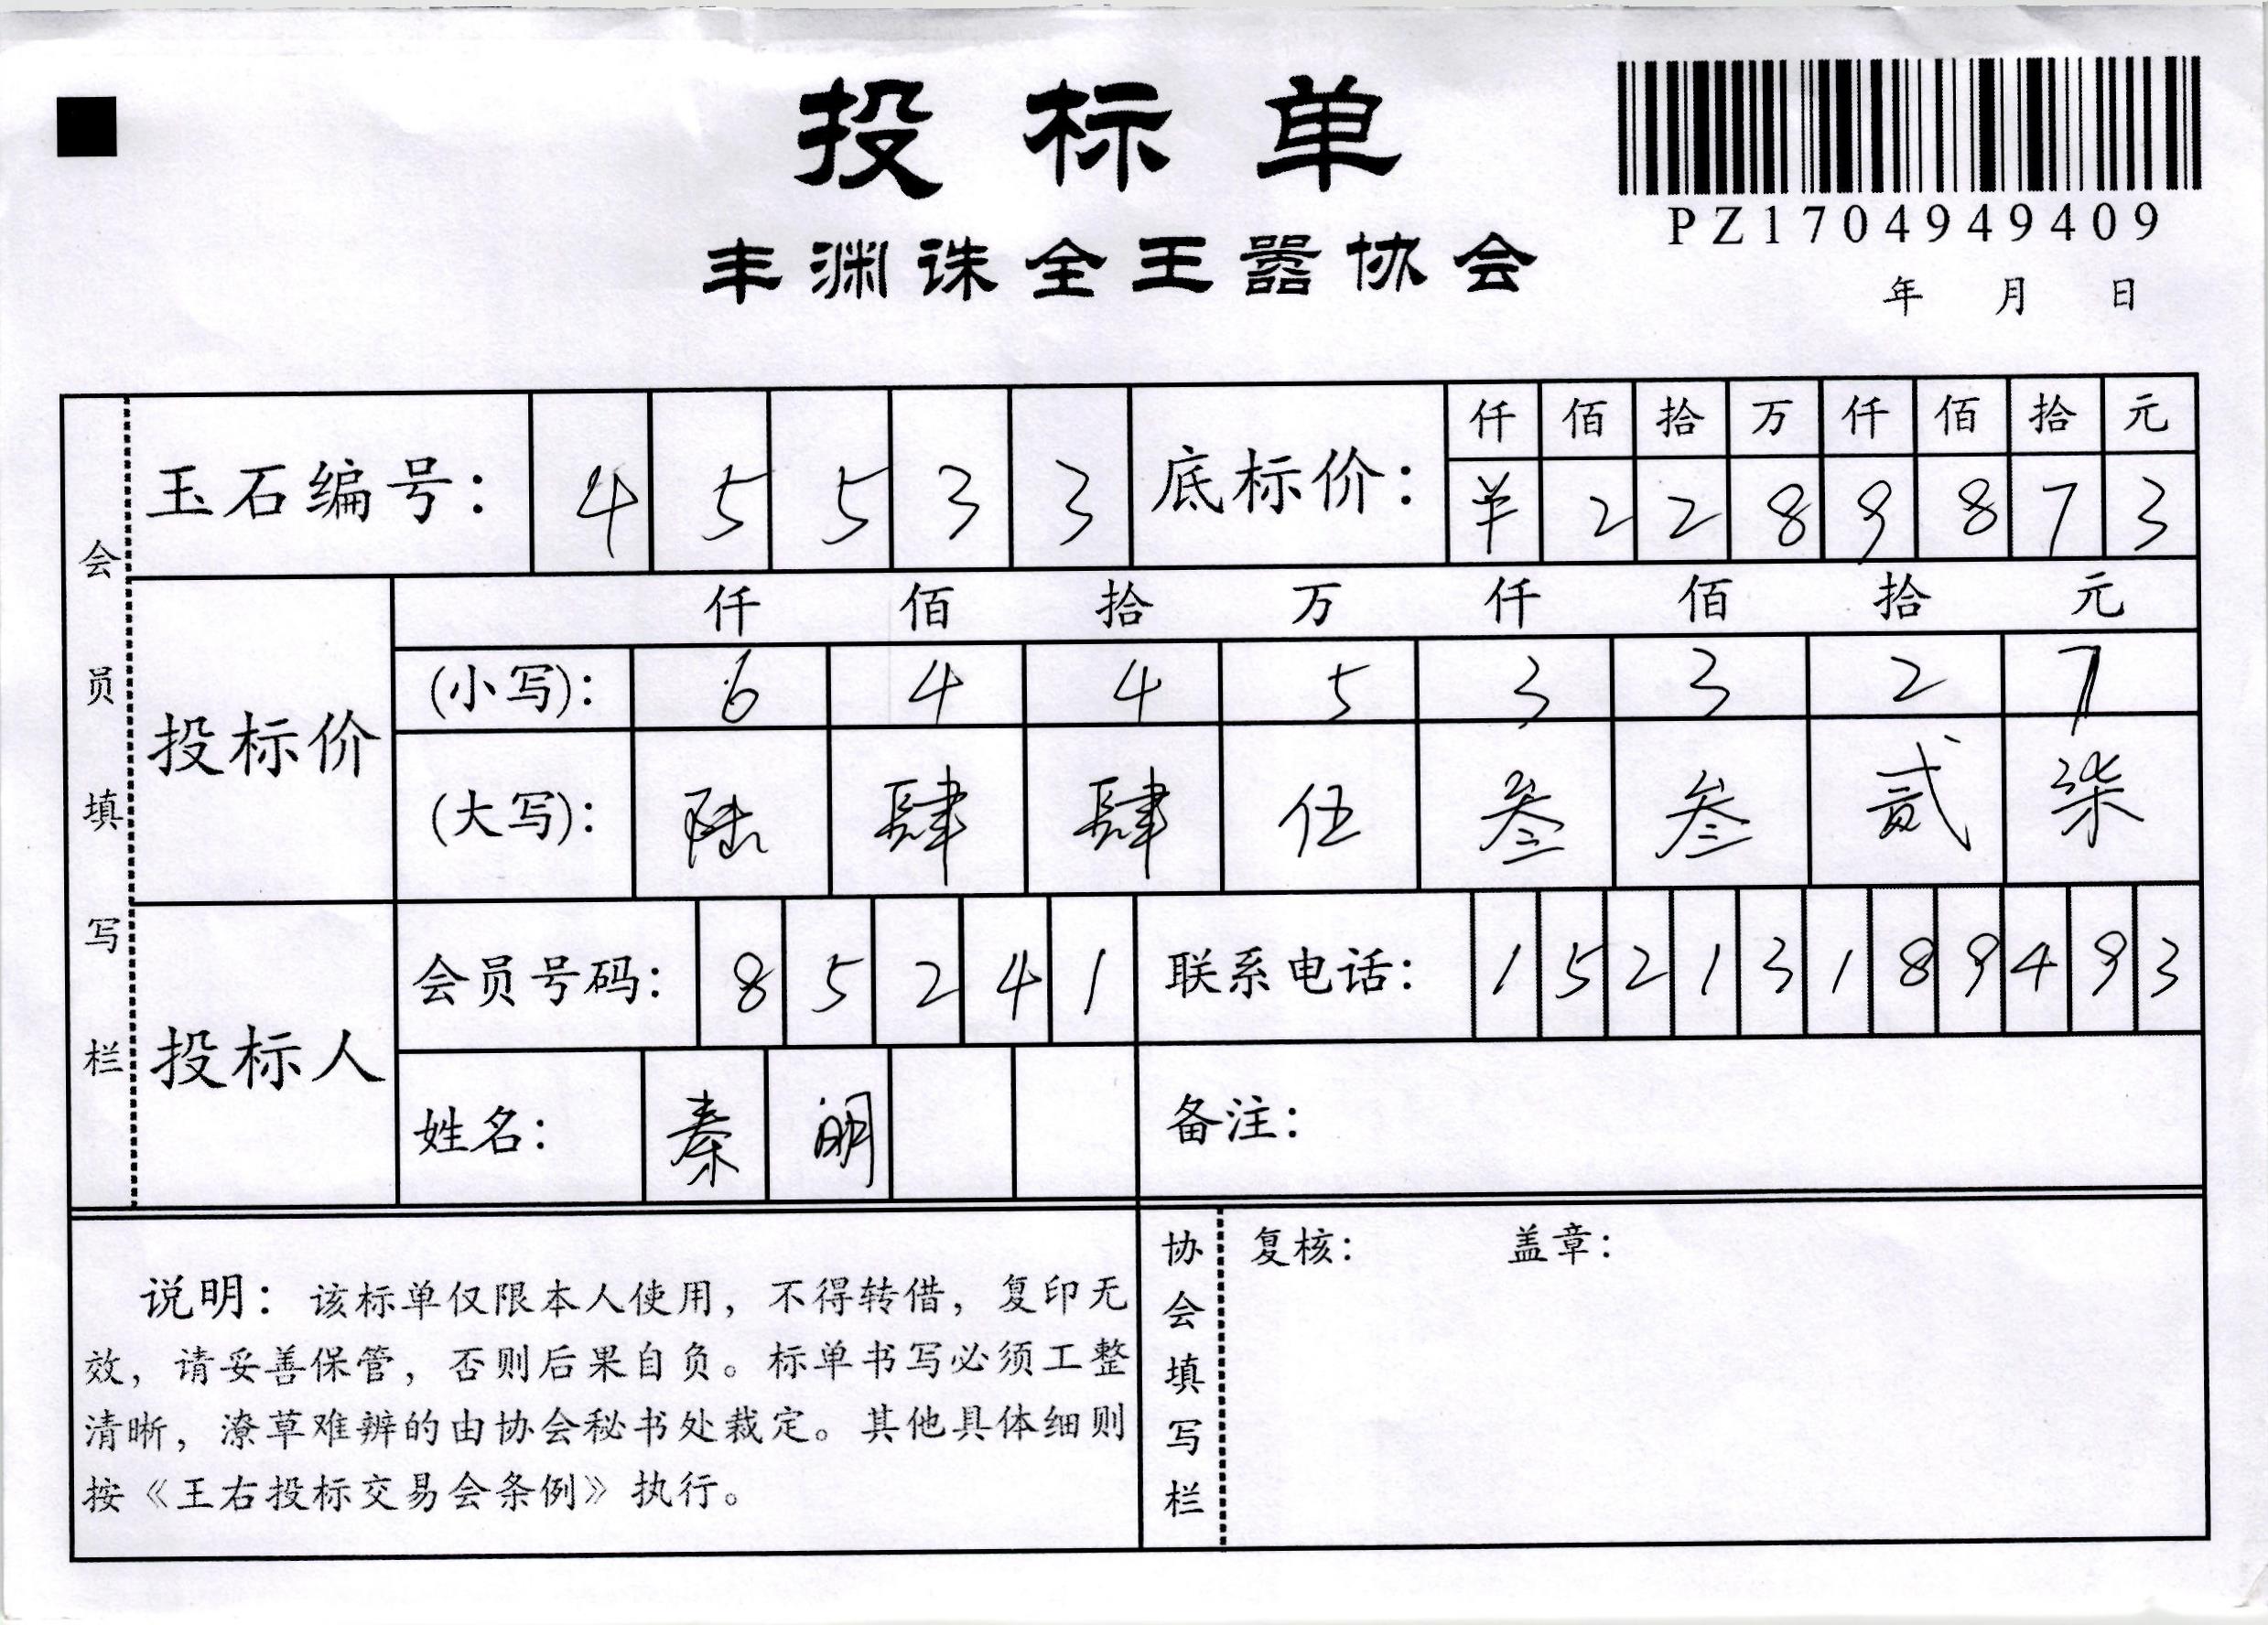 投标单
PZ1704949409
丰渊诛全王嚣协会
年 月 日
会员填写栏
玉石编号： 4 5 5 3 3
底标价： 仟 佰 拾 万 仟 佰 拾 元
¥ 2 2 8 9 8 7 3
投标价
仟 佰 拾 万 仟 佰 拾 元
(小写)： 6 4 4 5 3 3 2 7
(大写)： 陆 肆 肆 伍 叁 叁 贰 柒
投标人
会员号码： 8 5 2 4 1
联系电话： 1 5 2 1 3 1 8 9 4 9 3
姓名： 秦 明
备注：
说明：该标单仅限本人使用，不得转借，复印无
效，请妥善保管，否则后果自负。标单书写必须工整
清晰，潦草难辨的由协会秘书处裁定。其他具体细则
按《王右投标交易会条例》执行。
协会填写栏
复核： 盖章：